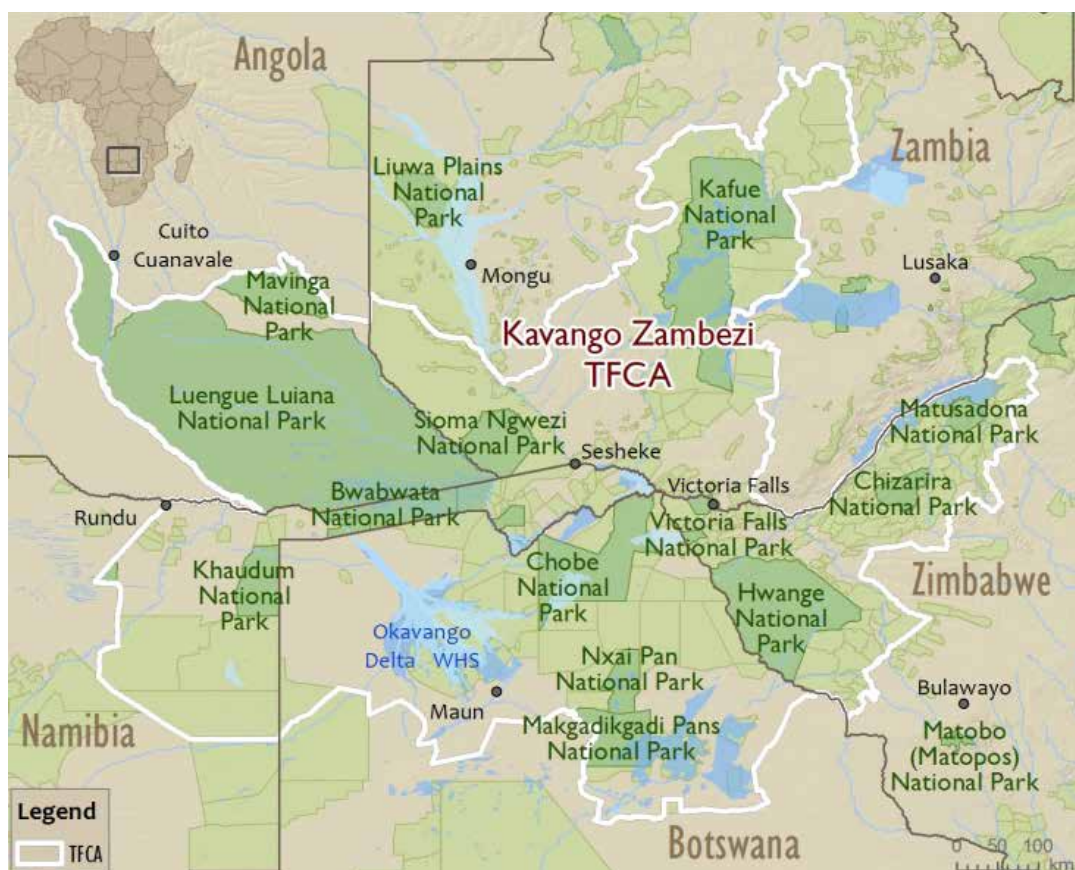 Angola
Zambia
Liuwa Plains
National
Park
Kafue
National
Park
Cuito
Cuanavale
Mongu
Lusaka
Mavinga
National
Park
Kavango Zambezi
TFCA
Luengue Luiana
National Park
Sioma Ngwezi
National Park
Matusadona
National Park
Sesheke
Chizarira
National Park
Victoria Falls
Bwabwata
National Park
Rundu
Victoria Falls
National Park
Khaudum
National
Park
Chobe
National
Park
Zimbabwe
Hwange
National
Park
Okavango
Delta WHS
Nxai Pan
National Park
Maun
Bulawayo
Namibia
Makgadikgadi Pans
National Park
Matobo
(Matopos)
National Park
Botswana
Legend
TFCA
0 50 100
km